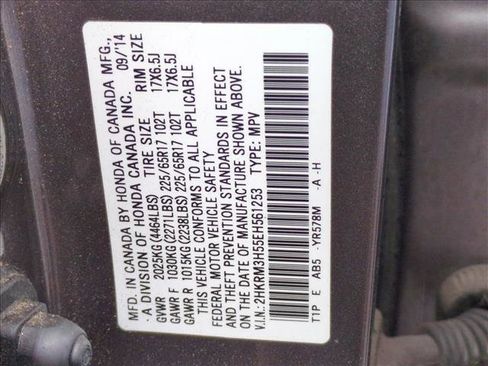 MFD. IN CANADA BY HONDA OF CANADA MFG.,
- A DIVISION OF HONDA CANADA INC. 09/14
TIRE SIZE RIM SIZE
GVWR 2025KG(4464LBS)
GAWR F 1030KG(2271LBS) 225/65R17 102T 17X6.5J
GAWR R 1015KG(2238LBS) 225/65R17 102T 17X6.5J
THIS VEHICLE CONFORMS TO ALL APPLICABLE
FEDERAL MOTOR VEHICLE SAFETY
AND THEFT PREVENTION STANDARDS IN EFFECT
ON THE DATE OF MANUFACTURE SHOWN ABOVE.
V.I.N.: 2HKRM3H55EH561253 TYPE: MPV
T1P E AB5 -YR578M -A -H